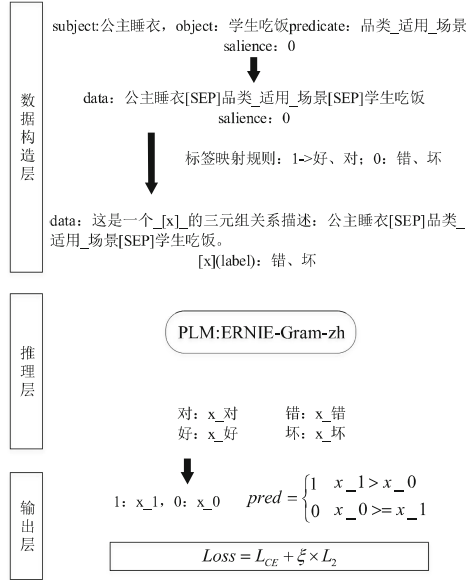 subject:公主睡衣，object：学生吃饭predicate：品类_适用_场景
salience：0
数据构造层
data：公主睡衣[SEP]品类_适用_场景[SEP]学生吃饭
salience：0
标签映射规则：1->好、对；0：错、坏
data：这是一个_[x]_的三元组关系描述：公主睡衣[SEP]品类_
适用_场景[SEP]学生吃饭。
[x](label)：错、坏
推理层
PLM:ERNIE-Gram-zh
对：x_对 错：x_错
好：x_好 坏：x_坏
输出层
1：x_1，0：x_0
pred = {1 x_1 > x_0
0 x_0 >= x_1
Loss = L_CE + ξ × L_2